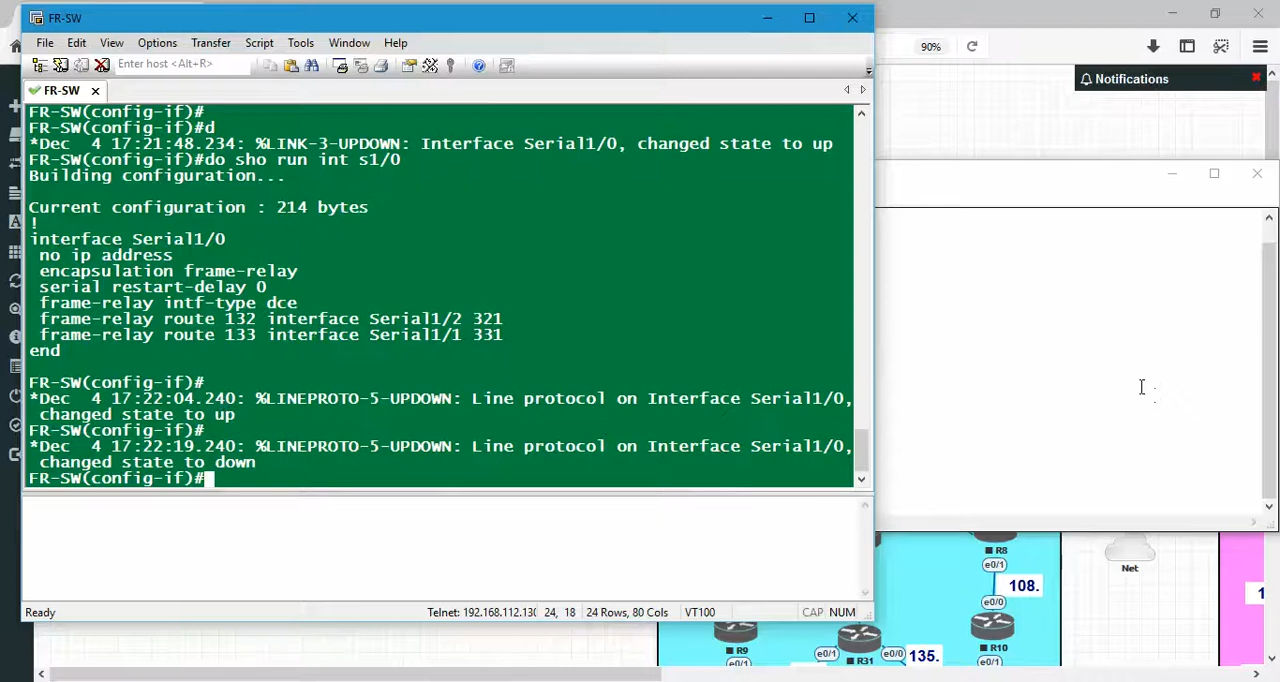 FR-SW
File Edit View Options Transfer Script Tools Window Help
Enter host <Alt+R>
90%
Notifications
FR-SW
FR-SW(config-if)#
FR-SW(config-if)#d
*Dec  4 17:21:48.234: %LINK-3-UPDOWN: Interface Serial1/0, changed state to up
FR-SW(config-if)#do sho run int s1/0
Building configuration...
Current configuration : 214 bytes
!
interface Serial1/0
no ip address
encapsulation frame-relay
serial restart-delay 0
frame-relay intf-type dce
frame-relay route 132 interface Serial1/2 321
frame-relay route 133 interface Serial1/1 331
end
FR-SW(config-if)#
*Dec  4 17:22:04.240: %LINEPROTO-5-UPDOWN: Line protocol on Interface Serial1/0,
changed state to up
FR-SW(config-if)#
*Dec  4 17:22:19.240: %LINEPROTO-5-UPDOWN: Line protocol on Interface Serial1/0,
changed state to down
FR-SW(config-if)#
Ready
Telnet: 192.168.112.130
24, 18
24 Rows, 80 Cols
VT100
CAP NUM
R8
e0/1
108.
e0/0
R10
e0/1
Net
1
R9
e0/1
e0/1
R31
e0/0
135.